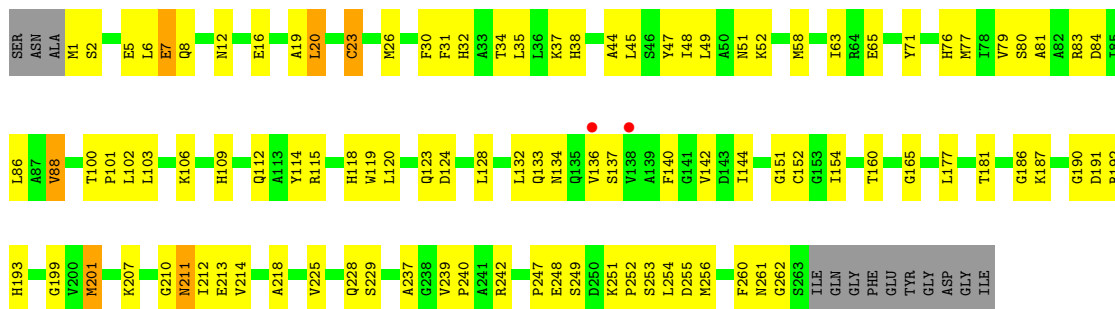 SER ASN ALA M1 S2 E5 L6 E7 Q8 N12 E16 A19 L20 C23 M26 F30 F31 H32 A33 T34 L35 L36 K37 H38 A44 L45 S46 Y47 I48 L49 A50 N51 K52 M58 I63 R64 E65 Y71 H76 M77 I78 V79 S80 A81 A82 R83 D84 I85
L86 A87 V88 T100 P101 L102 L103 K106 H109 Q112 A113 Y114 R115 H118 W119 L120 Q123 D124 L128 L132 Q133 N134 Q135 V136 S137 V138 A139 F140 G141 V142 D143 I144 G151 C152 G153 I154 T160 G165 L177 T181 G186 K187 G190 D191 R192
H193 G199 V200 M201 K207 G210 N211 I212 E213 V214 A218 V225 Q228 S229 A237 G238 V239 P240 A241 R242 P247 E248 S249 D250 K251 P252 S253 L254 D255 M256 F260 N261 G262 S263 ILE GLN GLY PHE GLU TYR GLY ASP GLY ILE